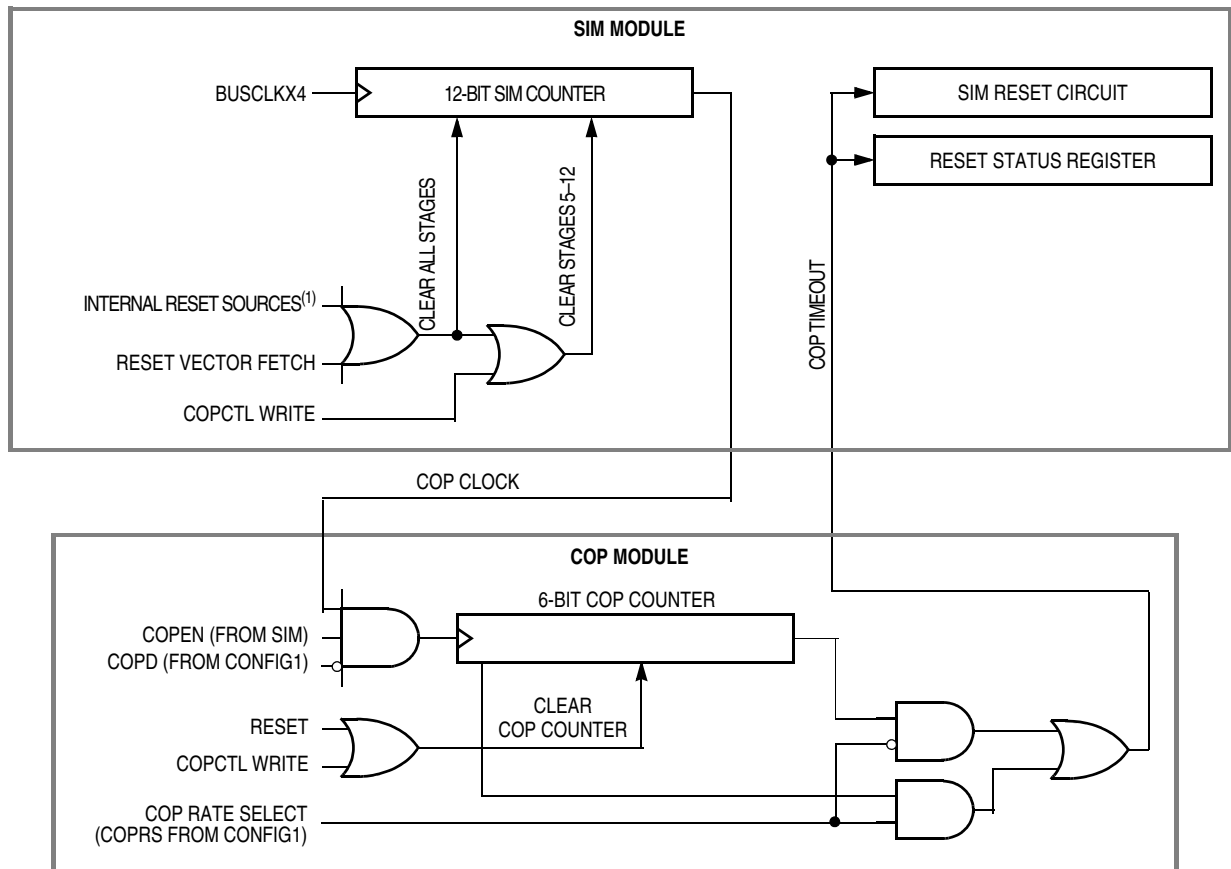 SIM MODULE
BUSCLKX4
12-BIT SIM COUNTER
SIM RESET CIRCUIT
RESET STATUS REGISTER
CLEAR ALL STAGES
CLEAR STAGES 5–12
INTERNAL RESET SOURCES(1)
RESET VECTOR FETCH
COPCTL WRITE
COP TIMEOUT
COP CLOCK
COP MODULE
6-BIT COP COUNTER
COPEN (FROM SIM)
COPD (FROM CONFIG1)
CLEAR
COP COUNTER
RESET
COPCTL WRITE
COP RATE SELECT
(COPRS FROM CONFIG1)